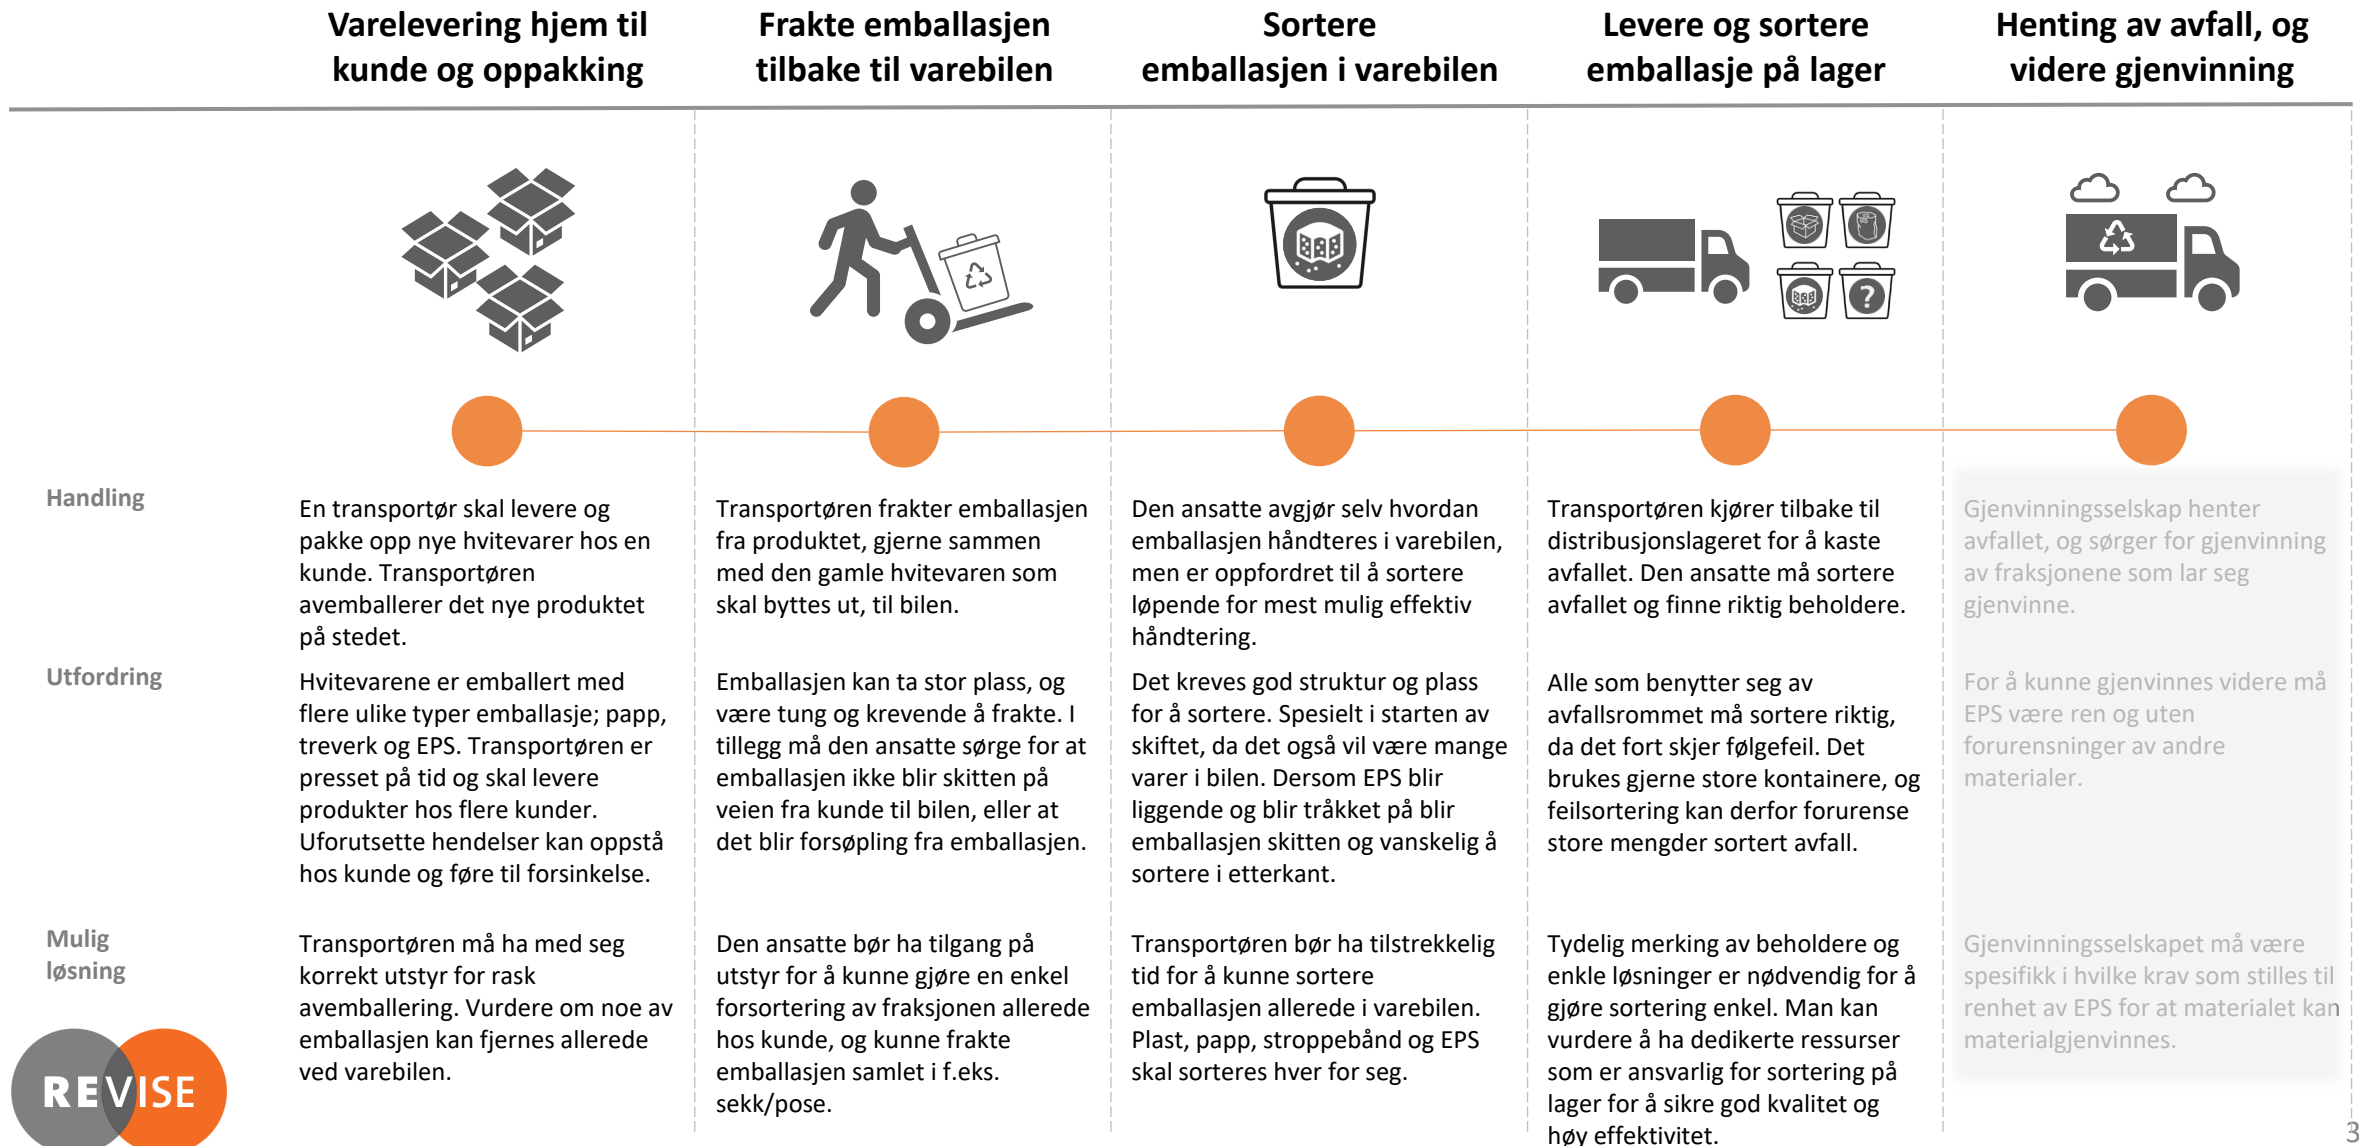 Varelevering hjem til
kunde og oppakking
Frakte emballasjen
tilbake til varebilen
Sortere
emballasjen i varebilen
Levere og sortere
emballasje på lager
Henting av avfall, og
videre gjenvinning
?
Handling
En transportør skal levere og
pakke opp nye hvitevarer hos en
kunde. Transportøren
avemballerer det nye produktet
på stedet.
Transportøren frakter emballasjen
fra produktet, gjerne sammen
med den gamle hvitevaren som
skal byttes ut, til bilen.
Den ansatte avgjør selv hvordan
emballasjen håndteres i varebilen,
men er oppfordret til å sortere
løpende for mest mulig effektiv
håndtering.
Transportøren kjører tilbake til
distribusjonslageret for å kaste
avfallet. Den ansatte må sortere
avfallet og finne riktig beholdere.
Gjenvinningsselskap henter
avfallet, og sørger for gjenvinning
av fraksjonene som lar seg
gjenvinne.
Utfordring
Hvitevarene er emballert med
flere ulike typer emballasje; papp,
treverk og EPS. Transportøren er
presset på tid og skal levere
produkter hos flere kunder.
Uforutsette hendelser kan oppstå
hos kunde og føre til forsinkelse.
Emballasjen kan ta stor plass, og
være tung og krevende å frakte. I
tillegg må den ansatte sørge for at
emballasjen ikke blir skitten på
veien fra kunde til bilen, eller at
det blir forsøpling fra emballasjen.
Det kreves god struktur og plass
for å sortere. Spesielt i starten av
skiftet, da det også vil være mange
varer i bilen. Dersom EPS blir
liggende og blir tråkket på blir
emballasjen skitten og vanskelig å
sortere i etterkant.
Alle som benytter seg av
avfallsrommet må sortere riktig,
da det fort skjer følgefeil. Det
brukes gjerne store kontainere, og
feilsortering kan derfor forurense
store mengder sortert avfall.
For å kunne gjenvinnes videre må
EPS være ren og uten
forurensninger av andre
materialer.
Mulig
løsning
Transportøren må ha med seg
korrekt utstyr for rask
avemballering. Vurdere om noe av
emballasjen kan fjernes allerede
ved varebilen.
Den ansatte bør ha tilgang på
utstyr for å kunne gjøre en enkel
forsortering av fraksjonen allerede
hos kunde, og kunne frakte
emballasjen samlet i f.eks.
sekk/pose.
Transportøren bør ha tilstrekkelig
tid for å kunne sortere
emballasjen allerede i varebilen.
Plast, papp, stroppebånd og EPS
skal sorteres hver for seg.
Tydelig merking av beholdere og
enkle løsninger er nødvendig for å
gjøre sortering enkel. Man kan
vurdere å ha dedikerte ressurser
som er ansvarlig for sortering på
lager for å sikre god kvalitet og
høy effektivitet.
Gjenvinningsselskapet må være
spesifikk i hvilke krav som stilles til
renhet av EPS for at materialet kan
materialgjenvinnes.
REVISE
3